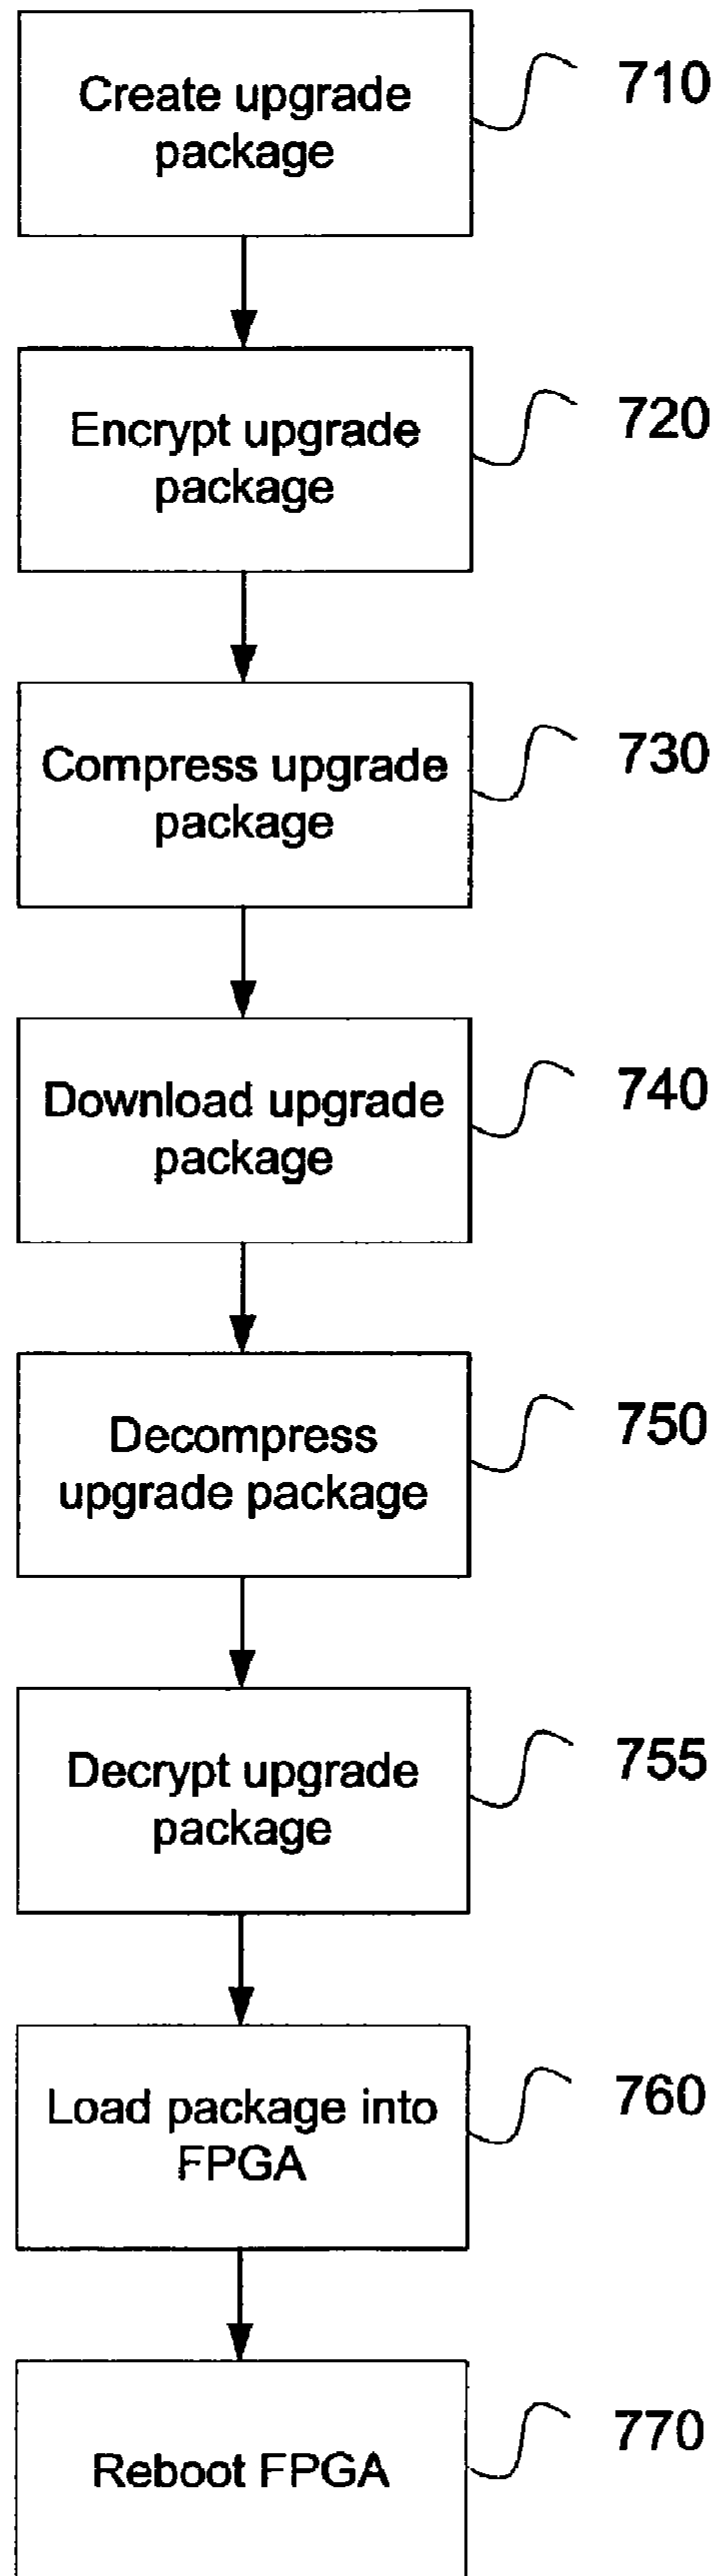 Create upgrade
package
710
Encrypt upgrade
package
720
Compress upgrade
package
730
Download upgrade
package
740
Decompress
upgrade package
750
Decrypt upgrade
package
755
Load package into
FPGA
760
Reboot FPGA
770